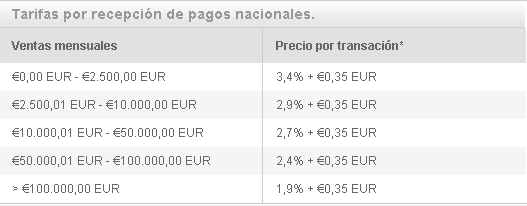 Tarifas por recepción de pagos nacionales.
Ventas mensuales Precio por transación*
€0,00 EUR - €2.500,00 EUR 3,4% + €0,35 EUR
€2.500,01 EUR - €10.000,00 EUR 2,9% + €0,35 EUR
€10.000,01 EUR - €50.000,00 EUR 2,7% + €0,35 EUR
€50.000,01 EUR - €100.000,00 EUR 2,4% + €0,35 EUR
> €100.000,00 EUR 1,9% + €0,35 EUR